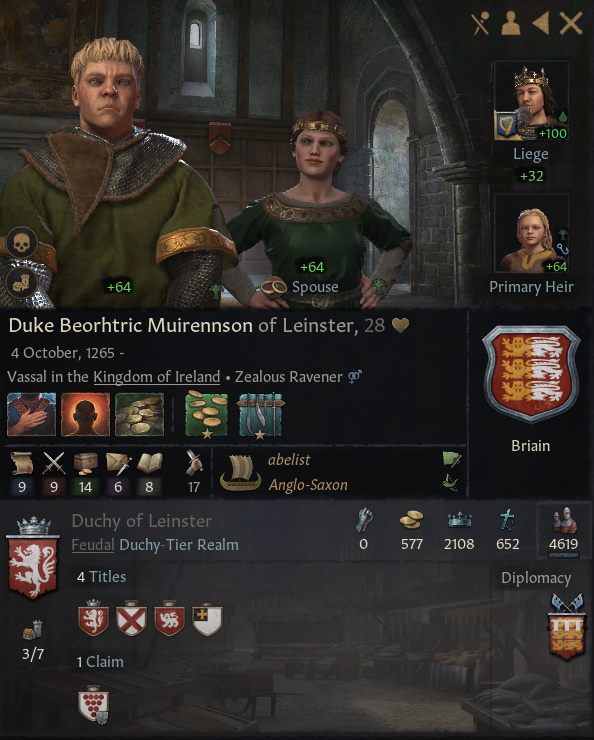 +100
Liege
+32
+64
Primary Heir
+64
+64
Spouse
Duke Beorhtric Muirennson of Leinster, 28
4 October, 1265 -
Vassal in the Kingdom of Ireland • Zealous Ravener
Briain
9 9 14 6 8 17
abelist
Anglo-Saxon
Duchy of Leinster
Feudal Duchy-Tier Realm
0 577 2108 652 4619
4 Titles
Diplomacy
3/7
1 Claim